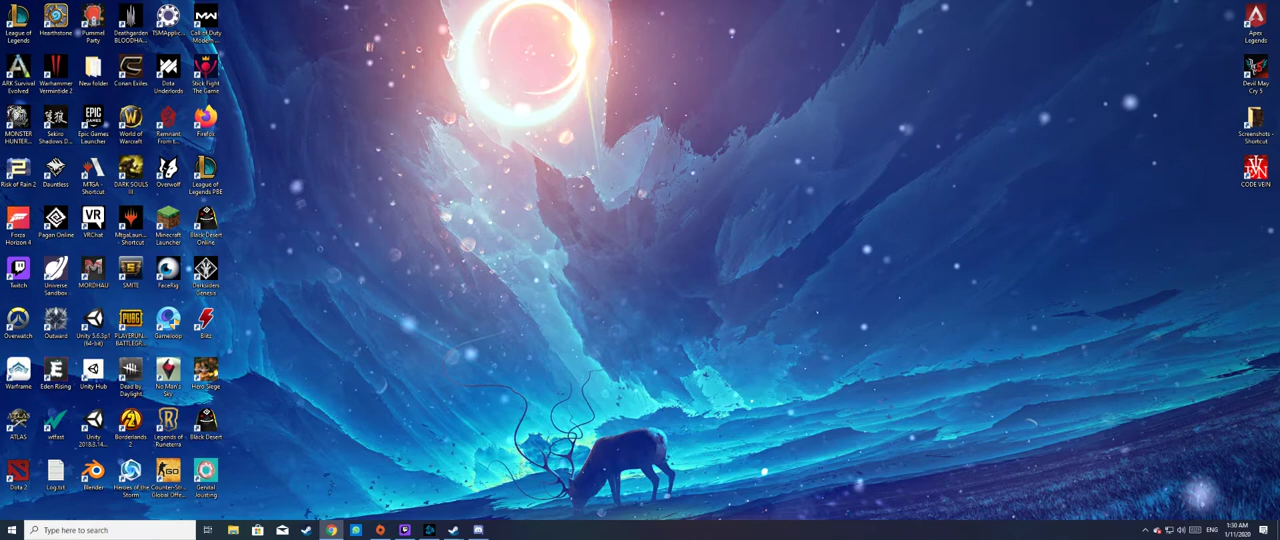 League of
Legends
Hearthstone
Pummel
Party
Deathgarden
BLOODHA...
TSMApplic...
Call of Duty
Modern ...
ARK Survival
Evolved
Warhammer
Vermintide 2
New folder
Conan Exiles
Dota
Underlords
Stick Fight
The Game
MONSTER
HUNTER...
Sekiro
Shadows D...
EPIC
GAMES
Epic Games
Launcher
World of
Warcraft
Remnant
From t...
Firefox
Risk of Rain 2
Dauntless
MTGA -
Shortcut
DARK SOULS
III
Overwolf
League of
Legends PBE
Forza
Horizon 4
Pagan Online
VR
VRChat
MtgaLaun...
- Shortcut
Minecraft
Launcher
Black Desert
Online
Twitch
Universe
Sandbox
MORDHAU
SMITE
FaceRig
Darksiders
Genesis
Overwatch
Outward
Unity 5.6.3p1
(64-bit)
PUBG
PLAYERUN...
BATTLEGR...
Gameloop
Blitz
Warframe
Eden Rising
Unity Hub
Dead by
Daylight
No Man's
Sky
Hero Siege
ATLAS
ATLAS
wtfast
Unity
2018.3.14...
Borderlands
2
Legends of
Runeterra
Black Desert
Dota 2
Log.txt
Blender
Heroes of the
Storm
GO
Counter-Str...
Global Offe...
Genital
Jousting
Apex
Legends
Devil May
Cry 5
Screenshots -
Shortcut
CODE VEIN
Type here to search
ENG
1:30 AM
1/11/2020